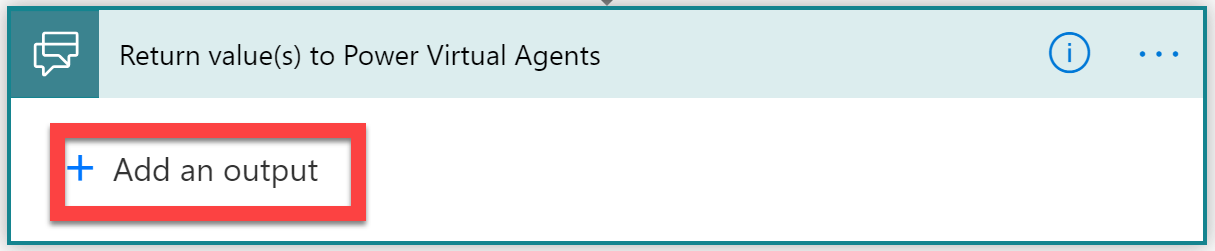 Return value(s) to Power Virtual Agents
Add an output